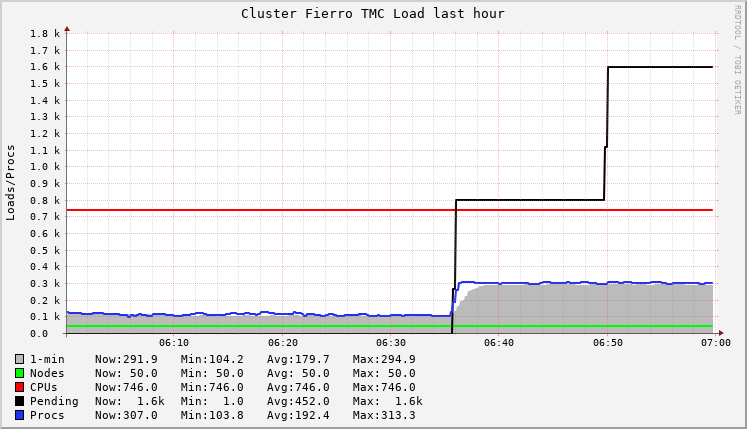 Cluster Fierro TMC Load last hour
RRDTOOL / TOBI OETIKER
Loads/Procs
1.8 k
1.7 k
1.6 k
1.5 k
1.4 k
1.3 k
1.2 k
1.1 k
1.0 k
0.9 k
0.8 k
0.7 k
0.6 k
0.5 k
0.4 k
0.3 k
0.2 k
0.1 k
0.0
06:10 06:20 06:30 06:40 06:50 07:00
1-min Now:291.9 Min:104.2 Avg:179.7 Max:294.9
Nodes Now: 50.0 Min: 50.0 Avg: 50.0 Max: 50.0
CPUs Now:746.0 Min:746.0 Avg:746.0 Max:746.0
Pending Now: 1.6k Min: 1.0 Avg:452.0 Max: 1.6k
Procs Now:307.0 Min:103.8 Avg:192.4 Max:313.3